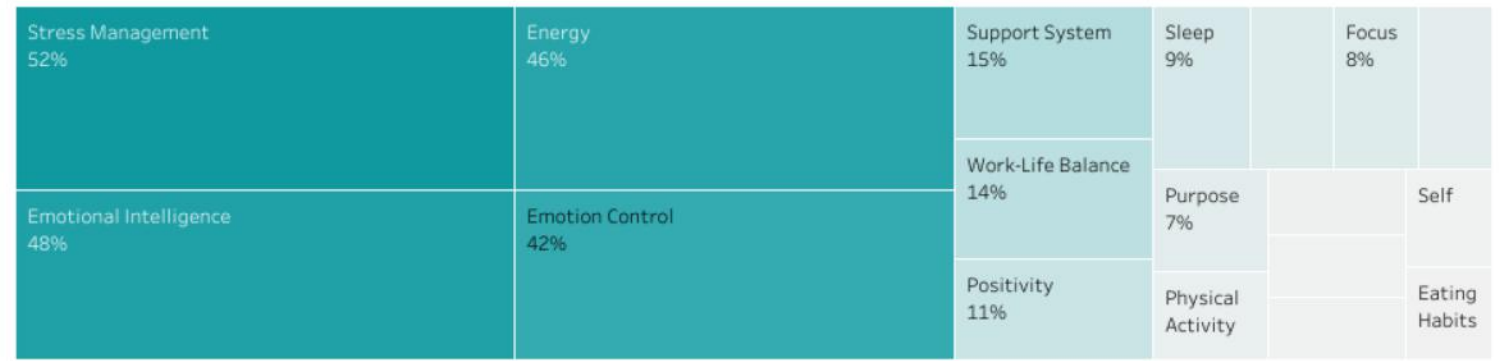 Stress Management
52%
Emotional Intelligence
48%
Energy
46%
Emotion Control
42%
Support System
15%
Work-Life Balance
14%
Positivity
11%
Sleep
9%
Focus
8%
Purpose
7%
Physical
Activity
Self
Eating
Habits